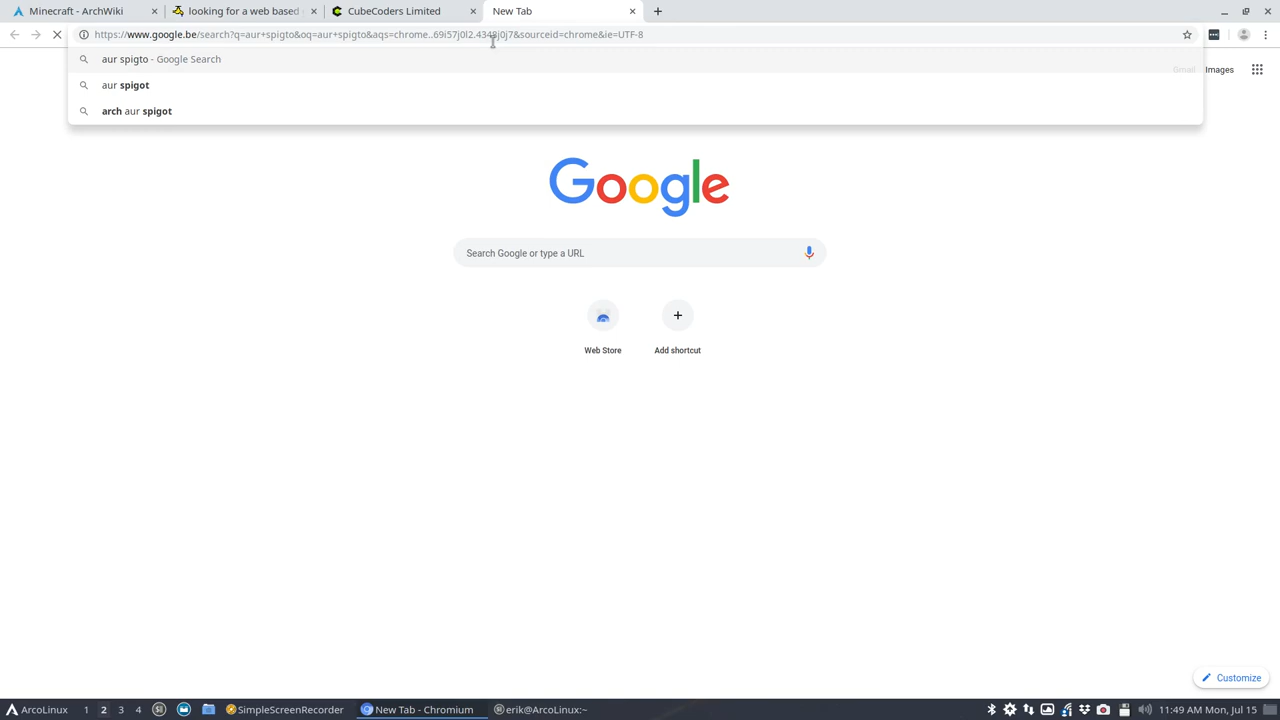 Minecraft - ArchWiki
looking for a web based
CubeCoders Limited
New Tab
https://www.google.be/search?q=aur+spigto&oq=aur+spigto&aqs=chrome..69i57j0l2.4348j0j7&sourceid=chrome&ie=UTF-8
aur spigto - Google Search
Gmail Images
aur spigot
arch aur spigot
Google
Search Google or type a URL
Web Store
Add shortcut
Customize
ArcoLinux 1 2 3 4 SimpleScreenRecorder New Tab - Chromium erik@ArcoLinux:~ 11:49 AM Mon, Jul 15